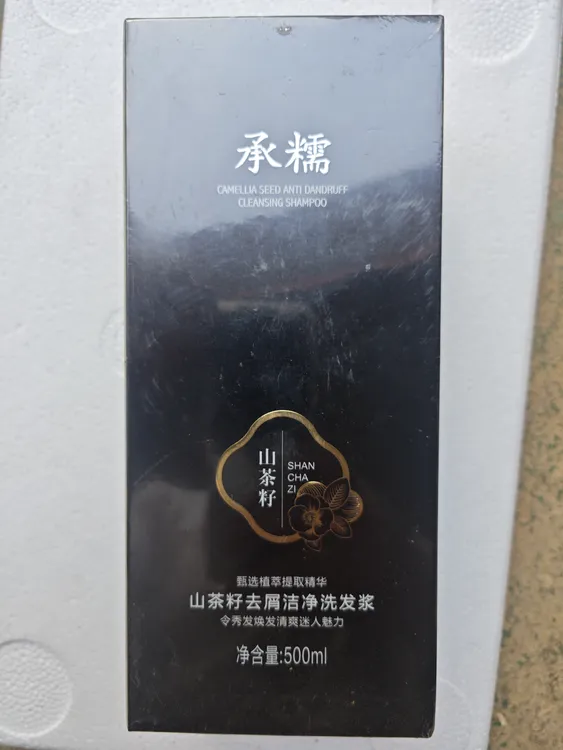 承糯
CAMELLIA SEED ANTI DANDRUFF
CLEANSING SHAMPOO
山茶籽
SHAN
CHA
ZI
甄选植萃提取精华
山茶籽去屑洁净洗发浆
令秀发焕发清爽迷人魅力
净含量:500ml